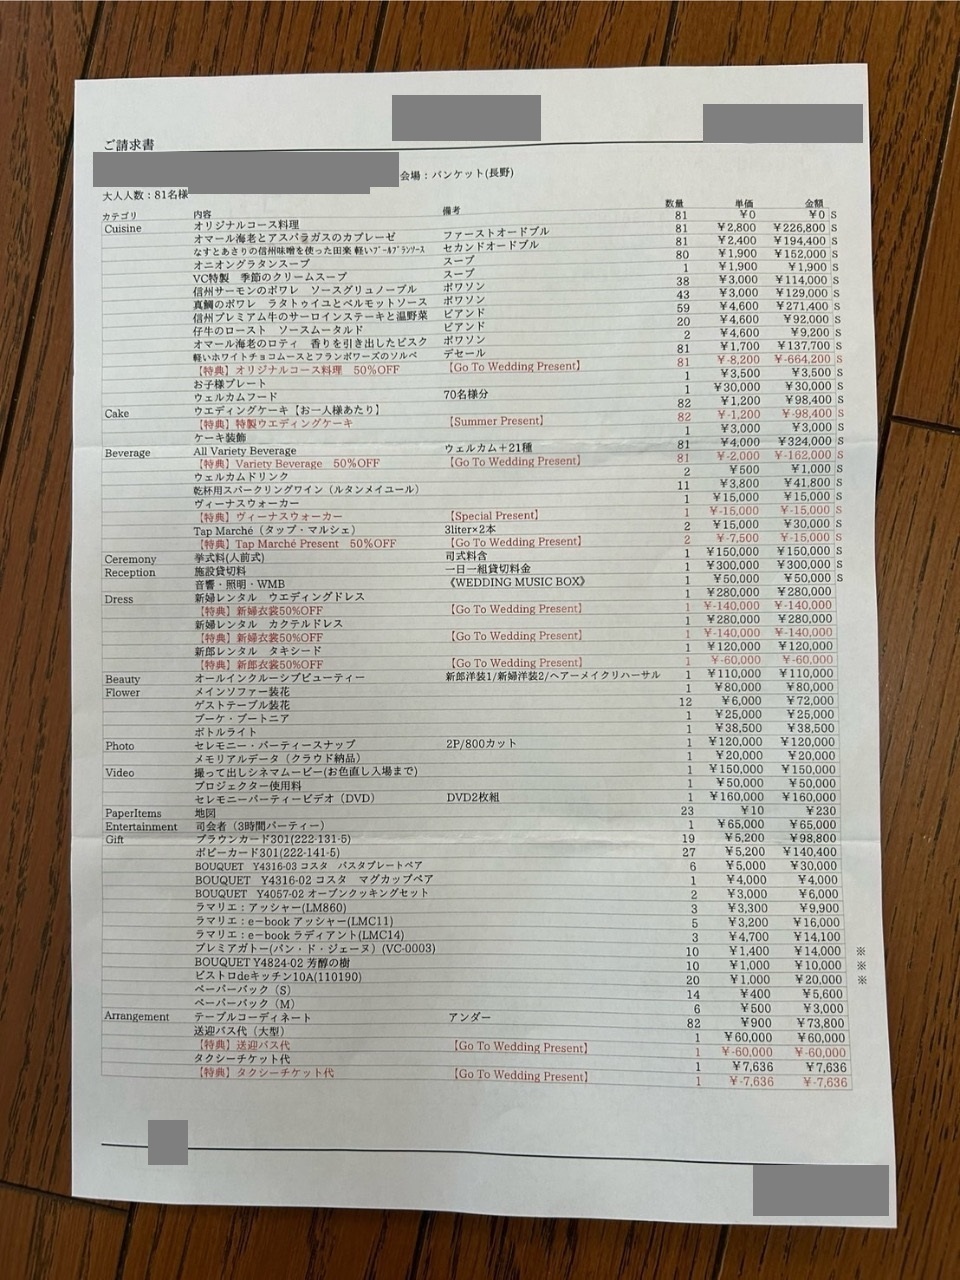 ご請求書
会場：バンケット(長野)
大人人数：81名様
カテゴリ 内容 備考 数量 単価 金額
Cuisine オリジナルコース料理 81 ¥0 ¥0 S
オマール海老とアスパラガスのカプレーゼ ファーストオードブル 81 ¥2,800 ¥226,800 S
なすとあさりの信州味噌を使った田楽 軽いブールブランソース セカンドオードブル 81 ¥2,400 ¥194,400 S
オニオングラタンスープ スープ 80 ¥1,900 ¥152,000 S
VC特製 季節のクリームスープ スープ 1 ¥1,900 ¥1,900 S
信州サーモンのポワレ ソースグリュノーブル ポワソン 38 ¥3,000 ¥114,000 S
真鯛のポワレ ラタトゥイユとベルモットソース ポワソン 43 ¥3,000 ¥129,000 S
信州プレミアム牛のサーロインステーキと温野菜 ビアンド 59 ¥4,600 ¥271,400 S
仔牛のロースト ソースムータルド ビアンド 20 ¥4,600 ¥92,000 S
オマール海老のロティ 香りを引き出したビスク ポワソン 2 ¥4,600 ¥9,200 S
軽いホワイトチョコムースとフランボワーズのソルベ デセール 81 ¥1,700 ¥137,700 S
【特典】オリジナルコース料理 50%OFF 【Go To Wedding Present】 81 ¥-8,200 ¥-664,200 S
お子様プレート 1 ¥3,500 ¥3,500 S
ウェルカムフード 70名様分 1 ¥30,000 ¥30,000 S
Cake ウエディングケーキ【お一人様あたり】 82 ¥1,200 ¥98,400 S
【特典】特製ウエディングケーキ 【Summer Present】 82 ¥-1,200 ¥-98,400 S
ケーキ装飾 1 ¥3,000 ¥3,000 S
Beverage All Variety Beverage ウェルカム＋21種 81 ¥4,000 ¥324,000 S
【特典】Variety Beverage 50%OFF 【Go To Wedding Present】 81 ¥-2,000 ¥-162,000 S
ウェルカムドリンク 2 ¥500 ¥1,000 S
乾杯用スパークリングワイン（ルタンメイユール） 11 ¥3,800 ¥41,800 S
ヴィーナスウォーカー 1 ¥15,000 ¥15,000 S
【特典】ヴィーナスウォーカー 【Special Present】 1 ¥-15,000 ¥-15,000 S
Tap Marché（タップ・マルシェ） 3liter×2本 2 ¥15,000 ¥30,000 S
【特典】Tap Marché Present 50%OFF 【Go To Wedding Present】 2 ¥-7,500 ¥-15,000 S
Ceremony 挙式料(人前式) 司式料含 1 ¥150,000 ¥150,000 S
Reception 施設貸切料 一日一組貸切料金 1 ¥300,000 ¥300,000 S
音響・照明・WMB 《WEDDING MUSIC BOX》 1 ¥50,000 ¥50,000 S
Dress 新婦レンタル ウエディングドレス 1 ¥280,000 ¥280,000
【特典】新婦衣裳50%OFF 【Go To Wedding Present】 1 ¥-140,000 ¥-140,000
新婦レンタル カクテルドレス 1 ¥280,000 ¥280,000
【特典】新婦衣裳50%OFF 【Go To Wedding Present】 1 ¥-140,000 ¥-140,000
新郎レンタル タキシード 1 ¥120,000 ¥120,000
【特典】新郎衣裳50%OFF 【Go To Wedding Present】 1 ¥-60,000 ¥-60,000
Beauty オールインクルーシブビューティー 新郎洋装1/新婦洋装2/ヘアーメイクリハーサル 1 ¥110,000 ¥110,000
Flower メインソファー装花 1 ¥80,000 ¥80,000
ゲストテーブル装花 12 ¥6,000 ¥72,000
ブーケ・ブートニア 1 ¥25,000 ¥25,000
ボトルライト 1 ¥38,500 ¥38,500
Photo セレモニー・パーティースナップ 2P/800カット 1 ¥120,000 ¥120,000
メモリアルデータ（クラウド納品） 1 ¥20,000 ¥20,000
Video 撮って出しシネマムービー(お色直し入場まで) 1 ¥150,000 ¥150,000
プロジェクター使用料 1 ¥50,000 ¥50,000
セレモニーパーティービデオ（DVD） DVD2枚組 1 ¥160,000 ¥160,000
PaperItems 地図 23 ¥10 ¥230
Entertainment 司会者（3時間パーティー） 1 ¥65,000 ¥65,000
Gift ブラウンカード301(222-131-5) 19 ¥5,200 ¥98,800
ポピーカード301(222-141-5) 27 ¥5,200 ¥140,400
BOUQUET Y4316-03 コスタ パスタプレートペア 6 ¥5,000 ¥30,000
BOUQUET Y4316-02 コスタ マグカップペア 1 ¥4,000 ¥4,000
BOUQUET Y4057-02 オーブンクッキングセット 2 ¥3,000 ¥6,000
ラマリエ：アッシャー(LM860) 3 ¥3,300 ¥9,900
ラマリエ：e-book アッシャー(LMC11) 5 ¥3,200 ¥16,000
ラマリエ：e-book ラディアント(LMC14) 3 ¥4,700 ¥14,100
プレミアガトー(パン・ド・ジェーヌ）(VC-0003) 10 ¥1,400 ¥14,000 ※
BOUQUET Y4824-02 芳醇の樹 10 ¥1,000 ¥10,000 ※
ビストロdeキッチン10A(110190) 20 ¥1,000 ¥20,000 ※
ペーパーバック（S） 14 ¥400 ¥5,600
ペーパーバック（M） 6 ¥500 ¥3,000
Arrangement テーブルコーディネート アンダー 82 ¥900 ¥73,800
送迎バス代（大型） 1 ¥60,000 ¥60,000
【特典】送迎バス代 【Go To Wedding Present】 1 ¥-60,000 ¥-60,000
タクシーチケット代 1 ¥7,636 ¥7,636
【特典】タクシーチケット代 【Go To Wedding Present】 1 ¥-7,636 ¥-7,636